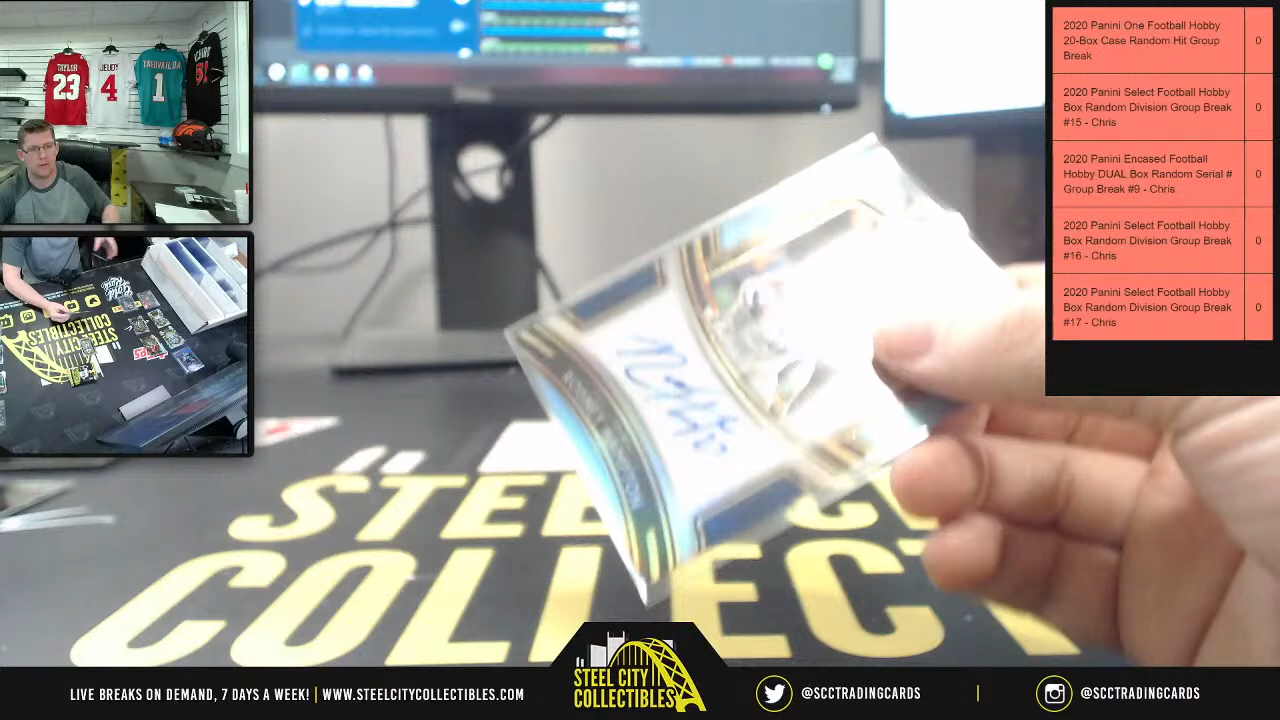 TAYLOR
23
JEUDY
4
TAGOVAILOA
1
51
2020 Panini One Football Hobby
20-Box Case Random Hit Group
Break
0
2020 Panini Select Football Hobby
Box Random Division Group Break
#15 - Chris
0
2020 Panini Encased Football
Hobby DUAL Box Random Serial #
Group Break #9 - Chris
0
2020 Panini Select Football Hobby
Box Random Division Group Break
#16 - Chris
0
2020 Panini Select Football Hobby
Box Random Division Group Break
#17 - Chris
0
COLLECTIBLES
STEEL C
COLLECT
STEEL CITY
COLLECTIBLES
LIVE BREAKS ON DEMAND, 7 DAYS A WEEK! | WWW.STEELCITYCOLLECTIBLES.COM
@SCCTRADINGCARDS | @SCCTRADINGCARDS